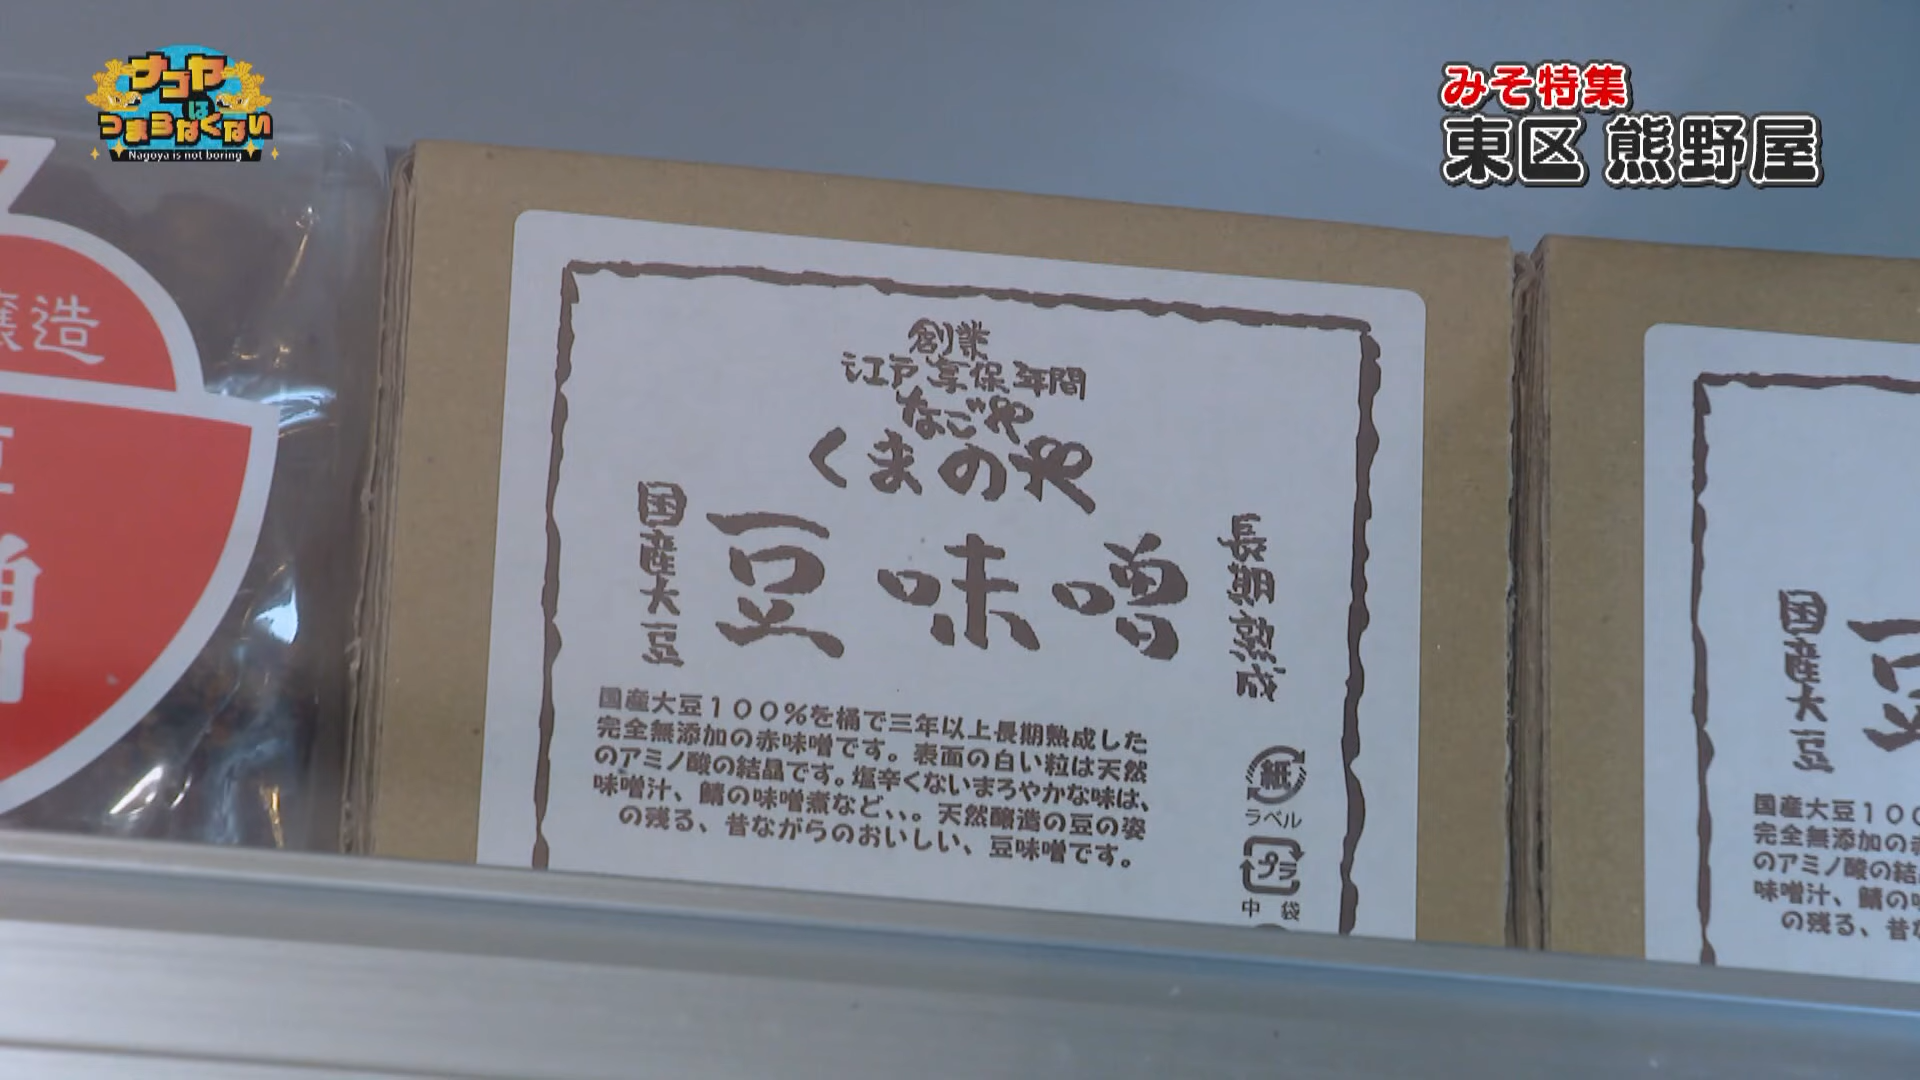 ナゴヤ
は
つまらなくない
Nagoya is not boring
みそ特集
東区 熊野屋
醸造
創業
江戸享保年間
なごや
くまのや
国産大豆
豆味噌
長期熟成
国産大豆１００％を桶で三年以上長期熟成した
完全無添加の赤味噌です。表面の白い粒は天然
のアミノ酸の結晶です。塩辛くないまろやかな味は、
味噌汁、鯖の味噌煮など、、。天然醸造の豆の姿
の残る、昔ながらのおいしい、豆味噌です。
紙
ラベル
プラ
中 袋
国産大豆
豆
国産大豆１００
完全無添加の赤
のアミノ酸の結
味噌汁、鯖の
の残る、昔な